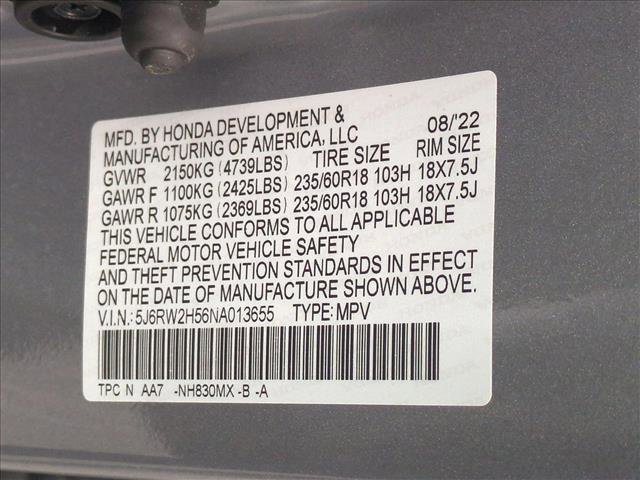 MFD. BY HONDA DEVELOPMENT & 08/'22
MANUFACTURING OF AMERICA, LLC
GVWR 2150KG (4739LBS) TIRE SIZE RIM SIZE
GAWR F 1100KG (2425LBS) 235/60R18 103H 18X7.5J
GAWR R 1075KG (2369LBS) 235/60R18 103H 18X7.5J
THIS VEHICLE CONFORMS TO ALL APPLICABLE
FEDERAL MOTOR VEHICLE SAFETY
AND THEFT PREVENTION STANDARDS IN EFFECT
ON THE DATE OF MANUFACTURE SHOWN ABOVE.
V.I.N.: 5J6RW2H56NA013655 TYPE: MPV
TPC N AA7 -NH830MX -B -A